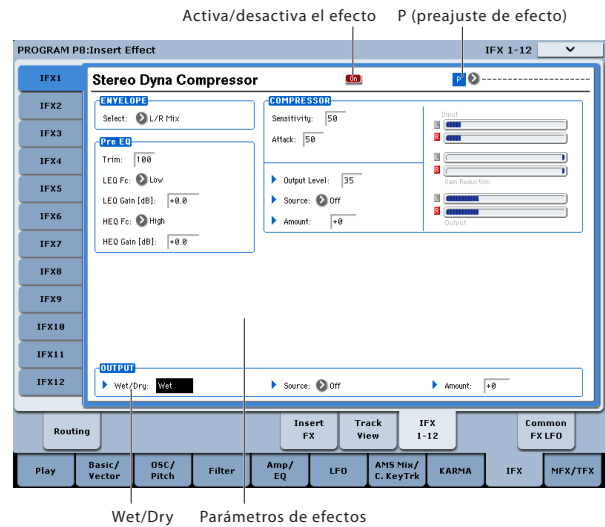 Activa/desactiva el efecto P (preajuste de efecto)
PROGRAM P8:Insert Effect IFX 1-12
IFX1
IFX2
IFX3
IFX4
IFX5
IFX6
IFX7
IFX8
IFX9
IFX10
IFX11
IFX12
Stereo Dyna Compressor On P ------------------
ENVELOPE
Select: L/R Mix
Pre EQ
Trim: 100
LEQ Fc: Low
LEQ Gain [dB]: +0.0
HEQ Fc: High
HEQ Gain [dB]: +0.0
COMPRESSOR
Sensitivity: 50
Attack: 50
Output Level: 35
Source: Off
Amount: +0
Input
L
R
L
R
Gain Reduction
L
R
Output
OUTPUT
Wet/Dry: Wet Source: Off Amount: +0
Routing
Insert
FX
Track
View
IFX
1-12
Common
FX LFO
Play
Basic/
Vector
OSC/
Pitch
Filter
Amp/
EQ
LFO
AMS Mix/
C. KeyTrk
KARMA
IFX
MFX/TFX
Wet/Dry Parámetros de efectos